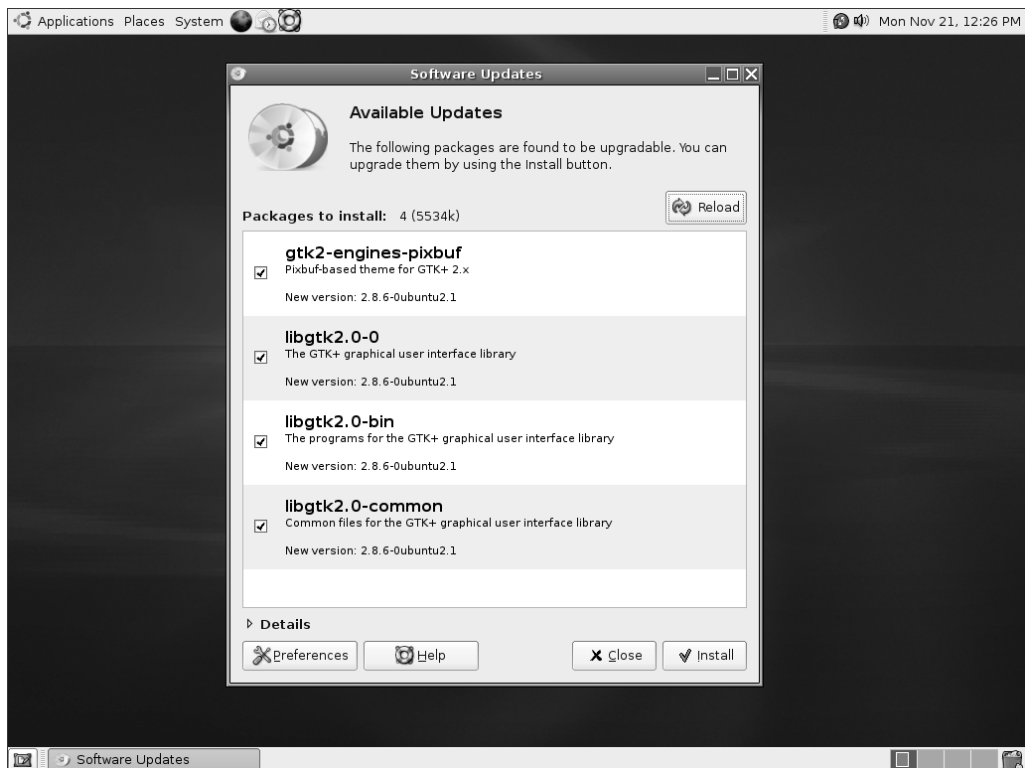 Applications Places System
Mon Nov 21, 12:26 PM
Software Updates
Available Updates
The following packages are found to be upgradable. You can
upgrade them by using the Install button.
Reload
Packages to install: 4 (5534k)
gtk2-engines-pixbuf
Pixbuf-based theme for GTK+ 2.x
New version: 2.8.6-0ubuntu2.1
libgtk2.0-0
The GTK+ graphical user interface library
New version: 2.8.6-0ubuntu2.1
libgtk2.0-bin
The programs for the GTK+ graphical user interface library
New version: 2.8.6-0ubuntu2.1
libgtk2.0-common
Common files for the GTK+ graphical user interface library
New version: 2.8.6-0ubuntu2.1
Details
Preferences Help Close Install
Software Updates